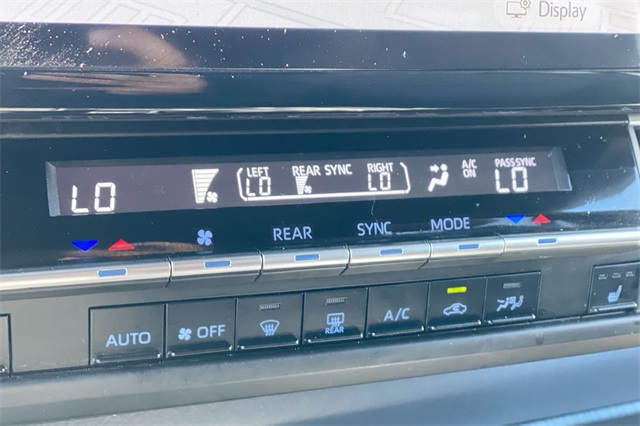 Display
LEFT REAR SYNC RIGHT A/C ON PASS SYNC
LO LO LO LO
REAR SYNC MODE
AUTO OFF REAR A/C